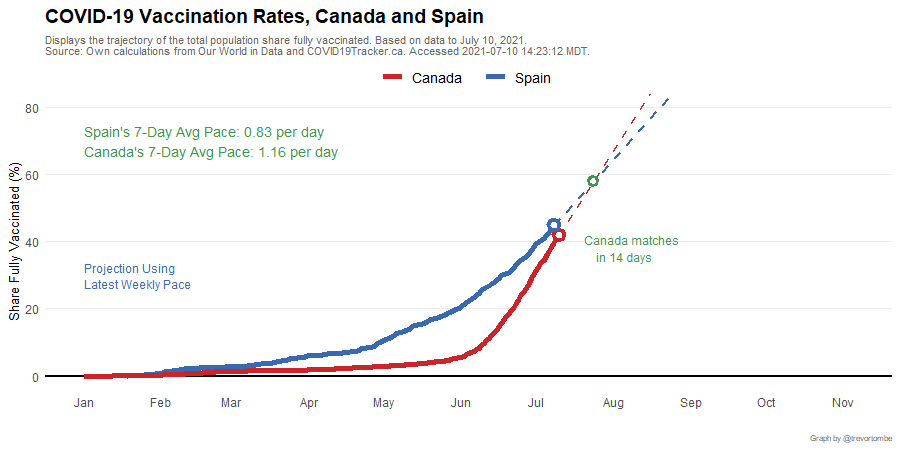 COVID-19 Vaccination Rates, Canada and Spain
Displays the trajectory of the total population share fully vaccinated. Based on data to July 10, 2021.
Source: Own calculations from Our World in Data and COVID19Tracker.ca. Accessed 2021-07-10 14:23:12 MDT.
Canada Spain
80
Spain's 7-Day Avg Pace: 0.83 per day
Canada's 7-Day Avg Pace: 1.16 per day
60
Share Fully Vaccinated (%)
40
Canada matches
in 14 days
Projection Using
Latest Weekly Pace
20
0
Jan Feb Mar Apr May Jun Jul Aug Sep Oct Nov
Graph by @trevortombe